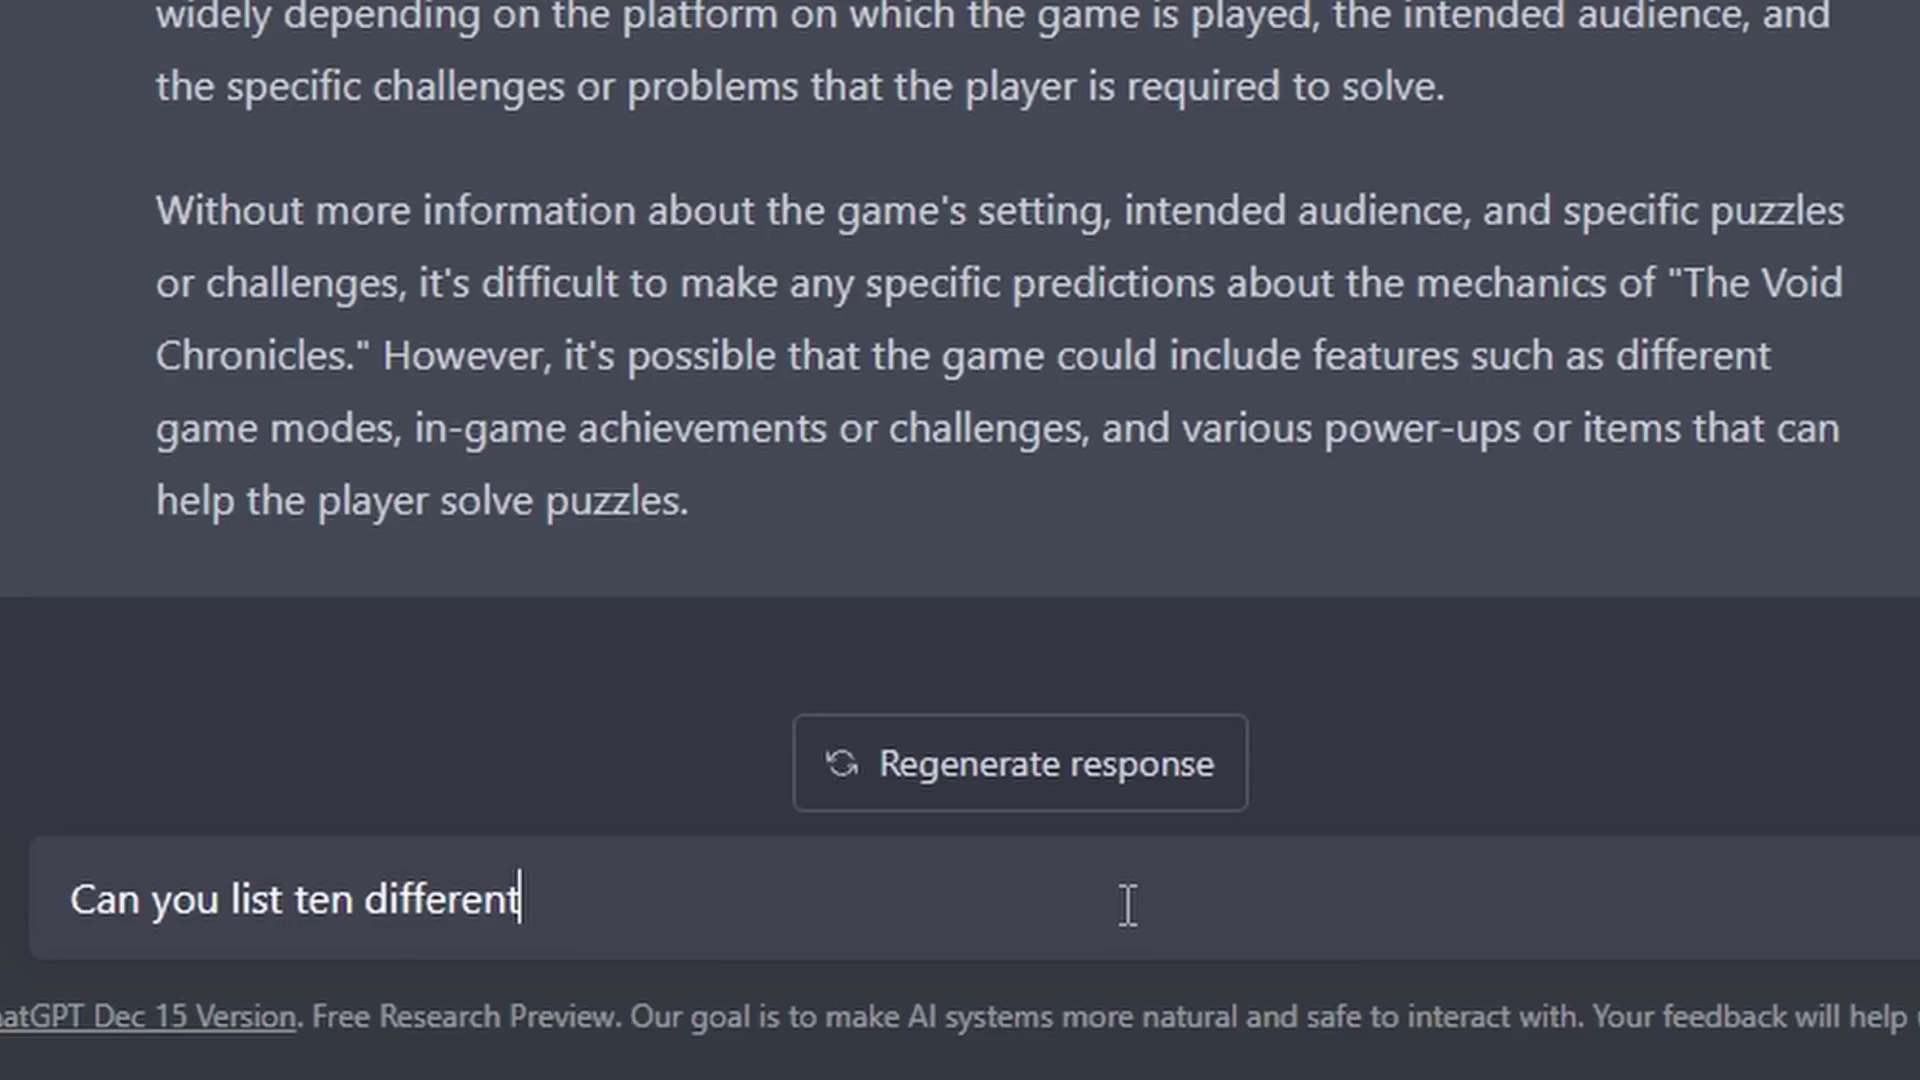 widely depending on the platform on which the game is played, the intended audience, and
the specific challenges or problems that the player is required to solve.
Without more information about the game's setting, intended audience, and specific puzzles
or challenges, it's difficult to make any specific predictions about the mechanics of "The Void
Chronicles." However, it's possible that the game could include features such as different
game modes, in-game achievements or challenges, and various power-ups or items that can
help the player solve puzzles.
Regenerate response
Can you list ten different
atGPT Dec 15 Version. Free Research Preview. Our goal is to make AI systems more natural and safe to interact with. Your feedback will help